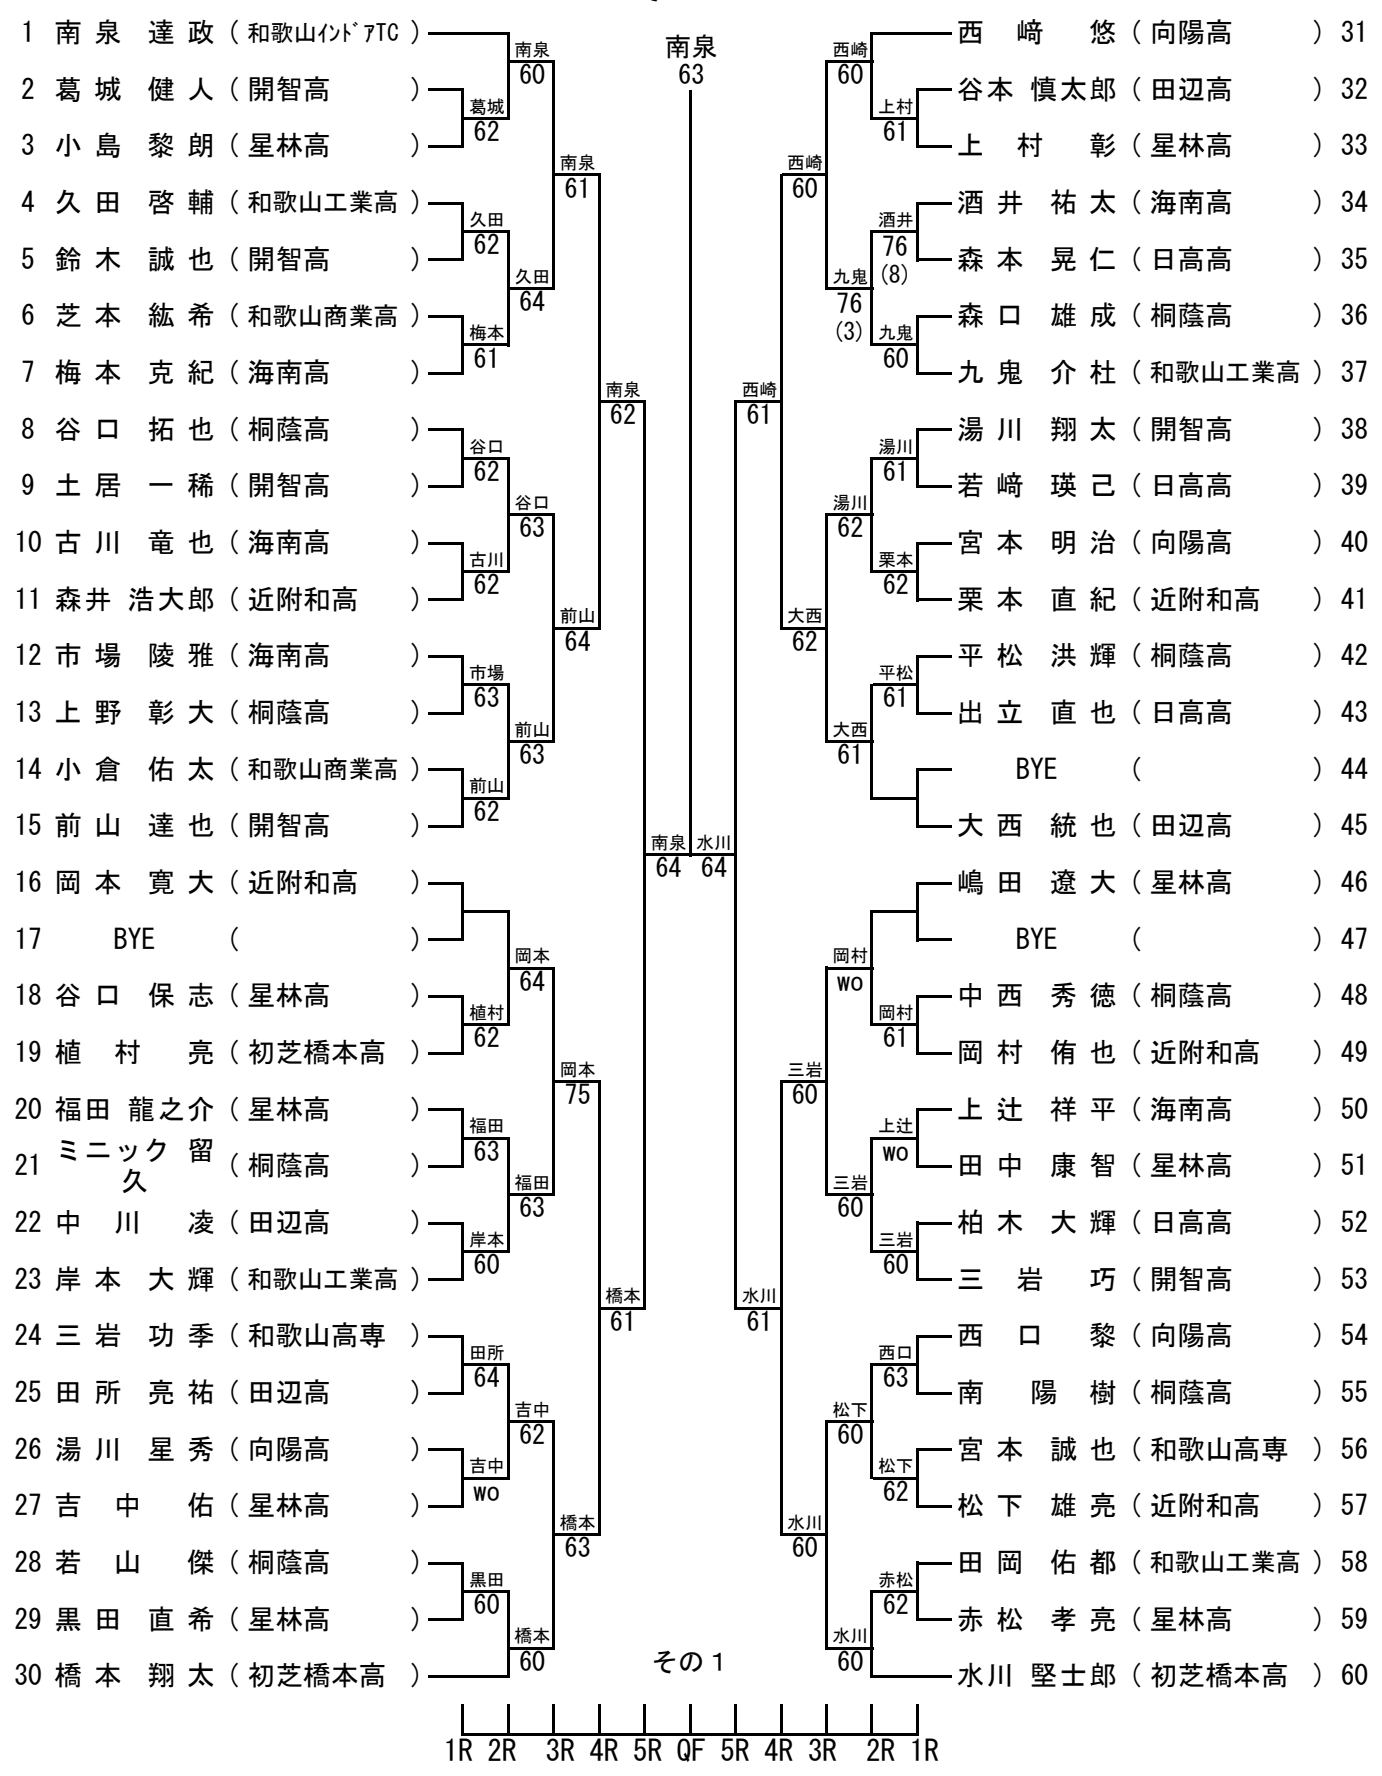 1 南泉 達政 ( 和歌山ｲﾝﾄﾞｱTC )
2 葛城 健人 ( 開智高 )
3 小島 黎朗 ( 星林高 )
4 久田 啓輔 ( 和歌山工業高 )
5 鈴木 誠也 ( 開智高 )
6 芝本 紘希 ( 和歌山商業高 )
7 梅本 克紀 ( 海南高 )
8 谷口 拓也 ( 桐蔭高 )
9 土居 一稀 ( 開智高 )
10 古川 竜也 ( 海南高 )
11 森井 浩大郎 ( 近附和高 )
12 市場 陵雅 ( 海南高 )
13 上野 彰大 ( 桐蔭高 )
14 小倉 佑太 ( 和歌山商業高 )
15 前山 達也 ( 開智高 )
16 岡本 寛大 ( 近附和高 )
17 BYE ( )
18 谷口 保志 ( 星林高 )
19 植村 亮 ( 初芝橋本高 )
20 福田 龍之介 ( 星林高 )
21 ミニック 留久 ( 桐蔭高 )
22 中川 凌 ( 田辺高 )
23 岸本 大輝 ( 和歌山工業高 )
24 三岩 功季 ( 和歌山高専 )
25 田所 亮祐 ( 田辺高 )
26 湯川 星秀 ( 向陽高 )
27 吉中 佑 ( 星林高 )
28 若山 傑 ( 桐蔭高 )
29 黒田 直希 ( 星林高 )
30 橋本 翔太 ( 初芝橋本高 )
葛城
62
久田
62
梅本
61
谷口
62
古川
62
市場
63
前山
62
植村
62
福田
63
岸本
60
田所
64
吉中
WO
黒田
60
南泉
60
久田
64
谷口
63
前山
63
岡本
64
福田
63
吉中
62
橋本
60
南泉
61
前山
64
岡本
75
橋本
63
南泉
62
橋本
61
南泉
64
南泉
63
水川
64
西崎
61
水川
61
西崎
60
大西
62
三岩
60
水川
60
西崎
60
九鬼
76
(3)
湯川
62
大西
61
岡村
WO
三岩
60
松下
60
水川
60
上村
61
酒井
76
(8)
九鬼
60
湯川
61
栗本
62
平松
61
岡村
61
上辻
WO
三岩
60
西口
63
松下
62
赤松
62
西﨑 悠 ( 向陽高 ) 31
谷本 慎太郎 ( 田辺高 ) 32
上村 彰 ( 星林高 ) 33
酒井 祐太 ( 海南高 ) 34
森本 晃仁 ( 日高高 ) 35
森口 雄成 ( 桐蔭高 ) 36
九鬼 介杜 ( 和歌山工業高 ) 37
湯川 翔太 ( 開智高 ) 38
若﨑 瑛己 ( 日高高 ) 39
宮本 明治 ( 向陽高 ) 40
栗本 直紀 ( 近附和高 ) 41
平松 洪輝 ( 桐蔭高 ) 42
出立 直也 ( 日高高 ) 43
BYE ( ) 44
大西 統也 ( 田辺高 ) 45
嶋田 遼大 ( 星林高 ) 46
BYE ( ) 47
中西 秀徳 ( 桐蔭高 ) 48
岡村 侑也 ( 近附和高 ) 49
上辻 祥平 ( 海南高 ) 50
田中 康智 ( 星林高 ) 51
柏木 大輝 ( 日高高 ) 52
三岩 巧 ( 開智高 ) 53
西口 黎 ( 向陽高 ) 54
南 陽樹 ( 桐蔭高 ) 55
宮本 誠也 ( 和歌山高専 ) 56
松下 雄亮 ( 近附和高 ) 57
田岡 佑都 ( 和歌山工業高 ) 58
赤松 孝亮 ( 星林高 ) 59
水川 堅士郎 ( 初芝橋本高 ) 60
その１
1R 2R 3R 4R 5R QF 5R 4R 3R 2R 1R